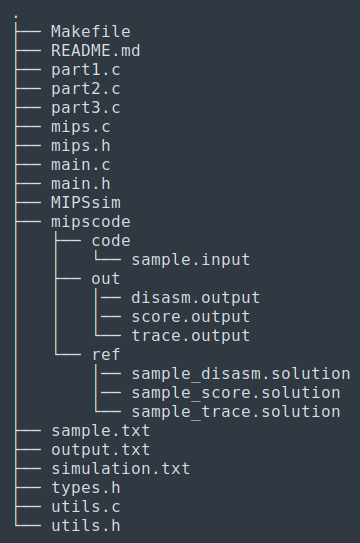 .
├── Makefile
├── README.md
├── part1.c
├── part2.c
├── part3.c
├── mips.c
├── mips.h
├── main.c
├── main.h
├── MIPSsim
├── mipscode
│   ├── code
│   │   └── sample.input
│   ├── out
│   │   ├── disasm.output
│   │   ├── score.output
│   │   └── trace.output
│   └── ref
│       ├── sample_disasm.solution
│       ├── sample_score.solution
│       └── sample_trace.solution
├── sample.txt
├── output.txt
├── simulation.txt
├── types.h
├── utils.c
└── utils.h